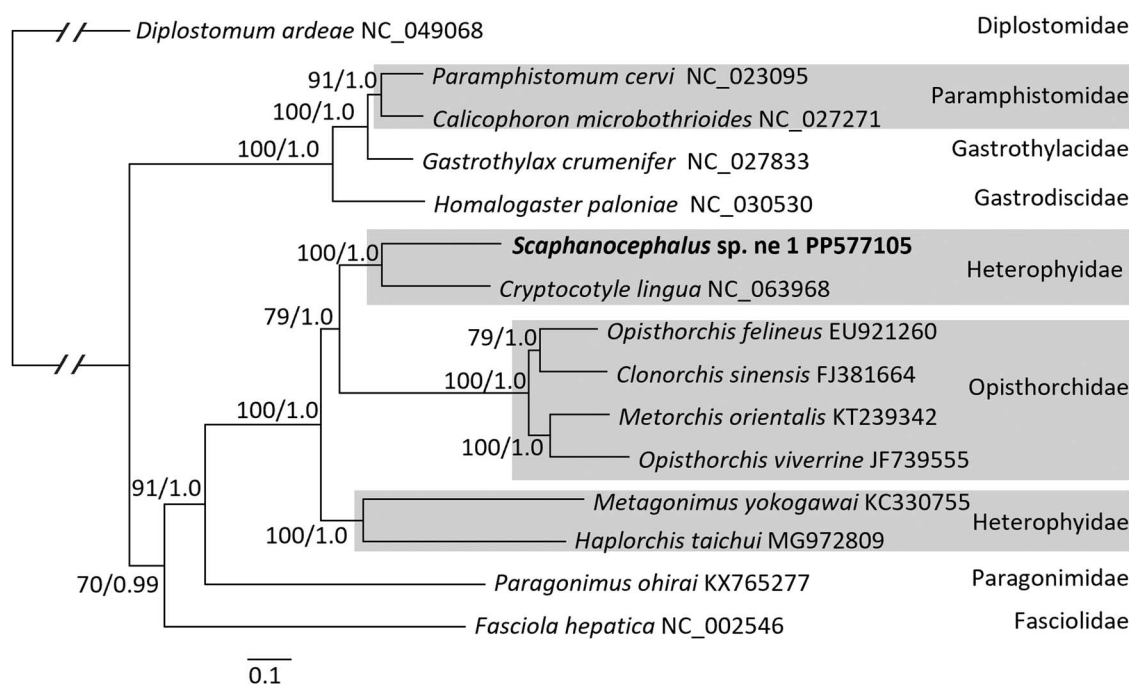 Diplostomum ardeae NC_049068 Diplostomidae
91/1.0 Paramphistomum cervi NC_023095
Paramphistomidae
100/1.0 Calicophoron microbothrioides NC_027271
100/1.0 Gastrothylax crumenifer NC_027833 Gastrothylacidae
Homalogaster paloniae NC_030530 Gastrodiscidae
100/1.0 Scaphanocephalus sp. ne 1 PP577105
Heterophyidae
Cryptocotyle lingua NC_063968
79/1.0
79/1.0 Opisthorchis felineus EU921260
100/1.0 Clonorchis sinensis FJ381664
Opisthorchidae
100/1.0 Metorchis orientalis KT239342
100/1.0 Opisthorchis viverrine JF739555
91/1.0 Metagonimus yokogawai KC330755
Heterophyidae
100/1.0 Haplorchis taichui MG972809
70/0.99 Paragonimus ohirai KX765277 Paragonimidae
Fasciola hepatica NC_002546 Fasciolidae
0.1